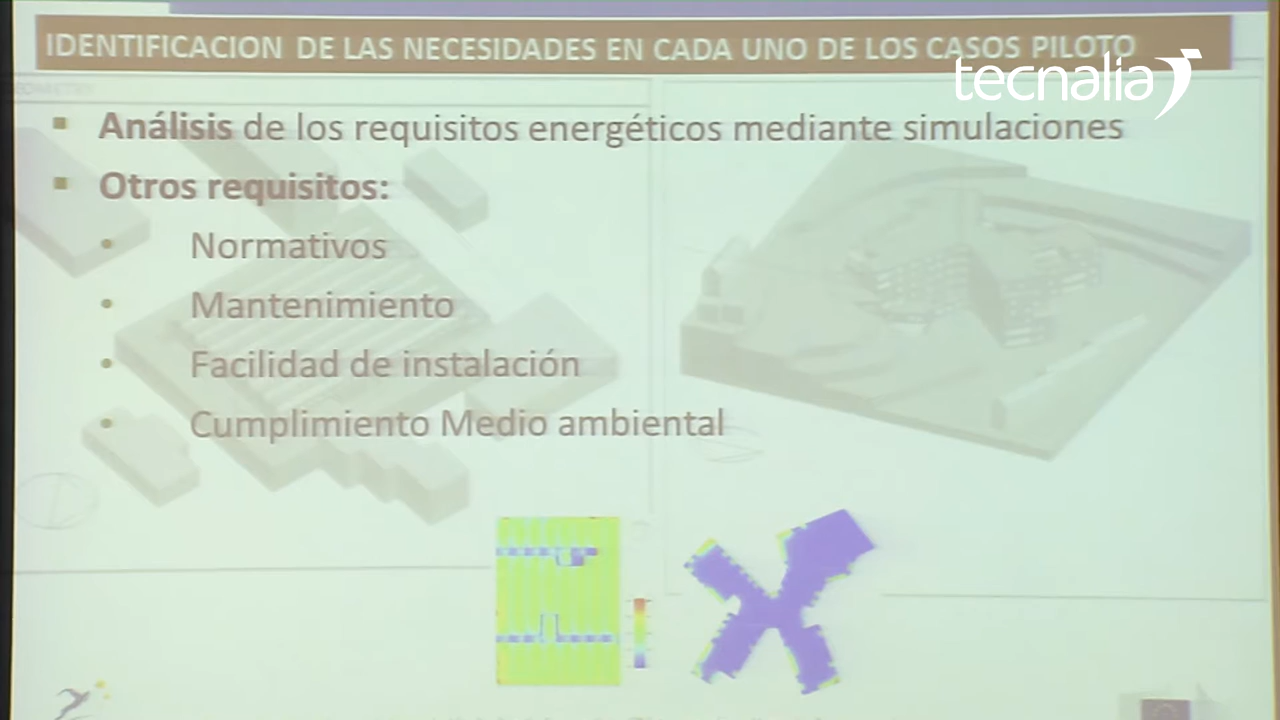 IDENTIFICACION DE LAS NECESIDADES EN CADA UNO DE LOS CASOS PILOTO
tecnalia
Análisis de los requisitos energéticos mediante simulaciones
Otros requisitos:
Normativos
Mantenimiento
Facilidad de instalación
Cumplimiento Medio ambiental